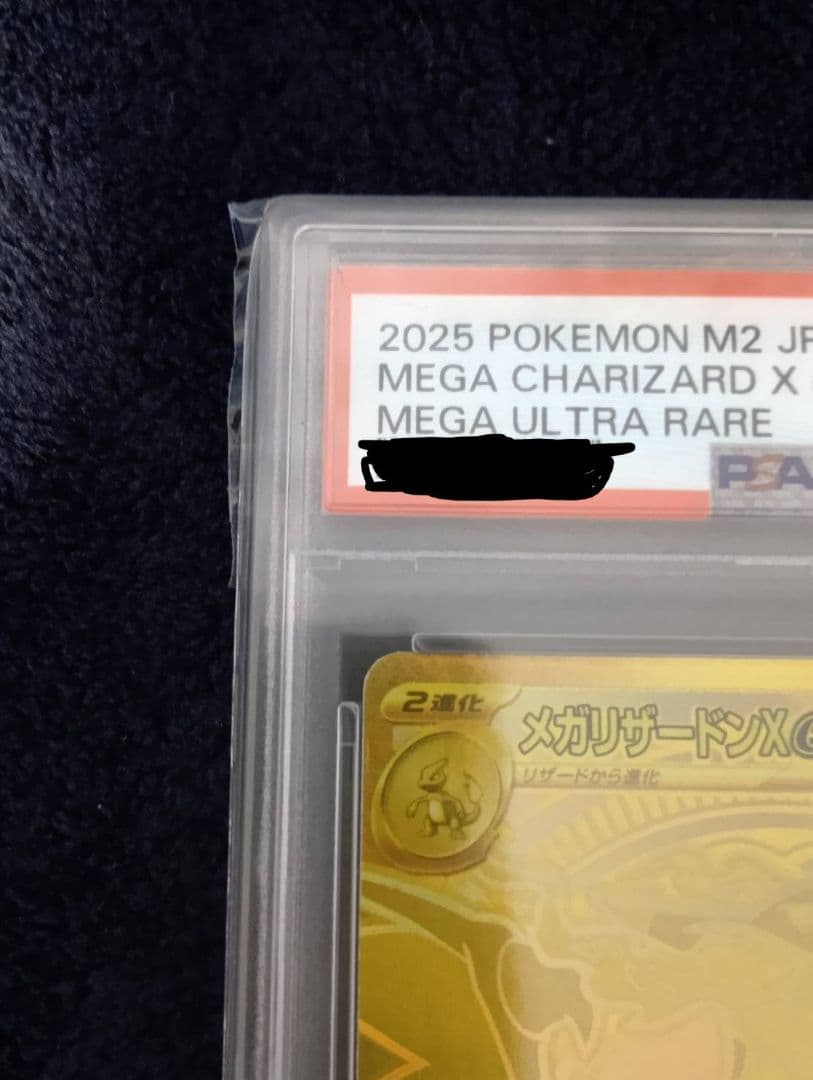 2025 POKEMON M2 JP
MEGA CHARIZARD X
MEGA ULTRA RARE
PSA
2進化
メガリザードンX
リザードから進化